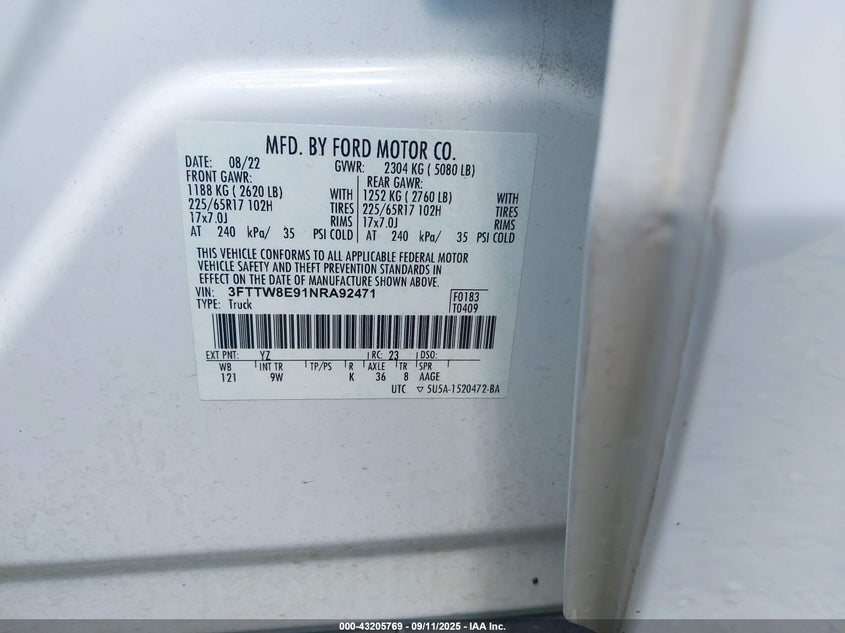 MFD. BY FORD MOTOR CO.
DATE: 08/22 GVWR: 2304 KG ( 5080 LB)
FRONT GAWR: REAR GAWR:
1188 KG ( 2620 LB) WITH 1252 KG ( 2760 LB) WITH
225/65R17 102H TIRES 225/65R17 102H TIRES
17x7.0J RIMS 17x7.0J RIMS
AT 240 kPa/ 35 PSI COLD AT 240 kPa/ 35 PSI COLD
THIS VEHICLE CONFORMS TO ALL APPLICABLE FEDERAL MOTOR
VEHICLE SAFETY AND THEFT PREVENTION STANDARDS IN
EFFECT ON THE DATE OF MANUFACTURE SHOWN ABOVE.
VIN: 3FTTW8E91NRA92471 F0183
TYPE: Truck T0409
EXT PNT: YZ RC: 23 DSO:
WB INT TR TP/PS R AXLE TR SPR
121 9W K 36 8 AAGE
UTC ▽ 5U5A-1520472-BA
000-43205769 - 09/11/2025 - IAA Inc.